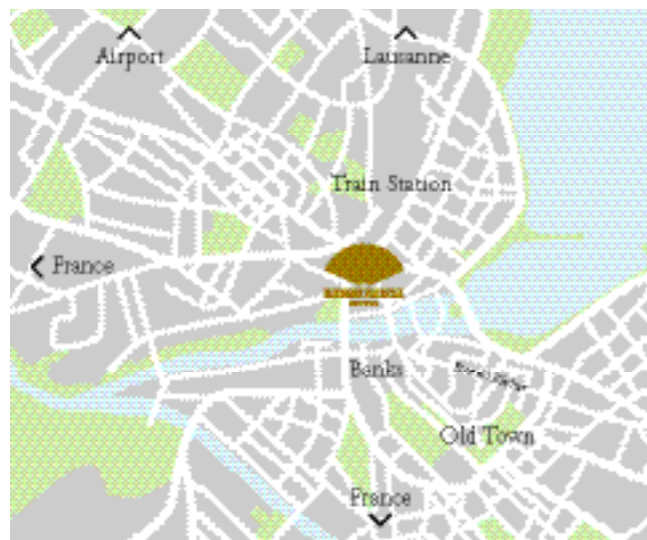 Airport
Lausanne
Train Station
France
Banks
Old Town
France